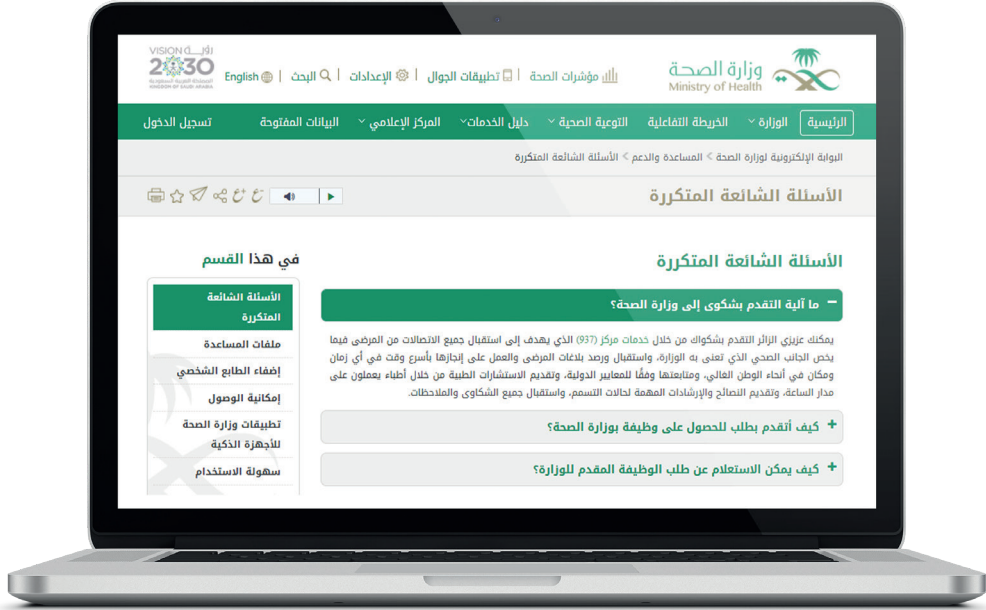 رؤيــة VISION
2030
المملكة العربية السعودية
KINGDOM OF SAUDI ARABIA
وزارة الصحة
Ministry of Health
مؤشرات الصحة | تطبيقات الجوال | الإعدادات | البحث | English
الرئيسية الوزارة الخريطة التفاعلية التوعية الصحية دليل الخدمات المركز الإعلامي البيانات المفتوحة تسجيل الدخول
البوابة الإلكترونية لوزارة الصحة > المساعدة والدعم > الأسئلة الشائعة المتكررة
الأسئلة الشائعة المتكررة
ع- ع+
الأسئلة الشائعة المتكررة
− ما آلية التقدم بشكوى إلى وزارة الصحة؟
يمكنك عزيزي الزائر التقدم بشكواك من خلال خدمات مركز (937) الذي يهدف إلى استقبال جميع الاتصالات من المرضى فيما
يخص الجانب الصحي الذي تعنى به الوزارة، واستقبال ورصد بلاغات المرضى والعمل على إنجازها بأسرع وقت في أي زمان
ومكان في أنحاء الوطن الغالي، ومتابعتها وفقًا للمعايير الدولية، وتقديم الاستشارات الطبية من خلال أطباء يعملون على
مدار الساعة، وتقديم النصائح والإرشادات المهمة لحالات التسمم، واستقبال جميع الشكاوى والملاحظات.
+ كيف أتقدم بطلب للحصول على وظيفة بوزارة الصحة؟
+ كيف يمكن الاستعلام عن طلب الوظيفة المقدم للوزارة؟
في هذا القسم
الأسئلة الشائعة
المتكررة
ملفات المساعدة
إضفاء الطابع الشخصي
إمكانية الوصول
تطبيقات وزارة الصحة
للأجهزة الذكية
سهولة الاستخدام